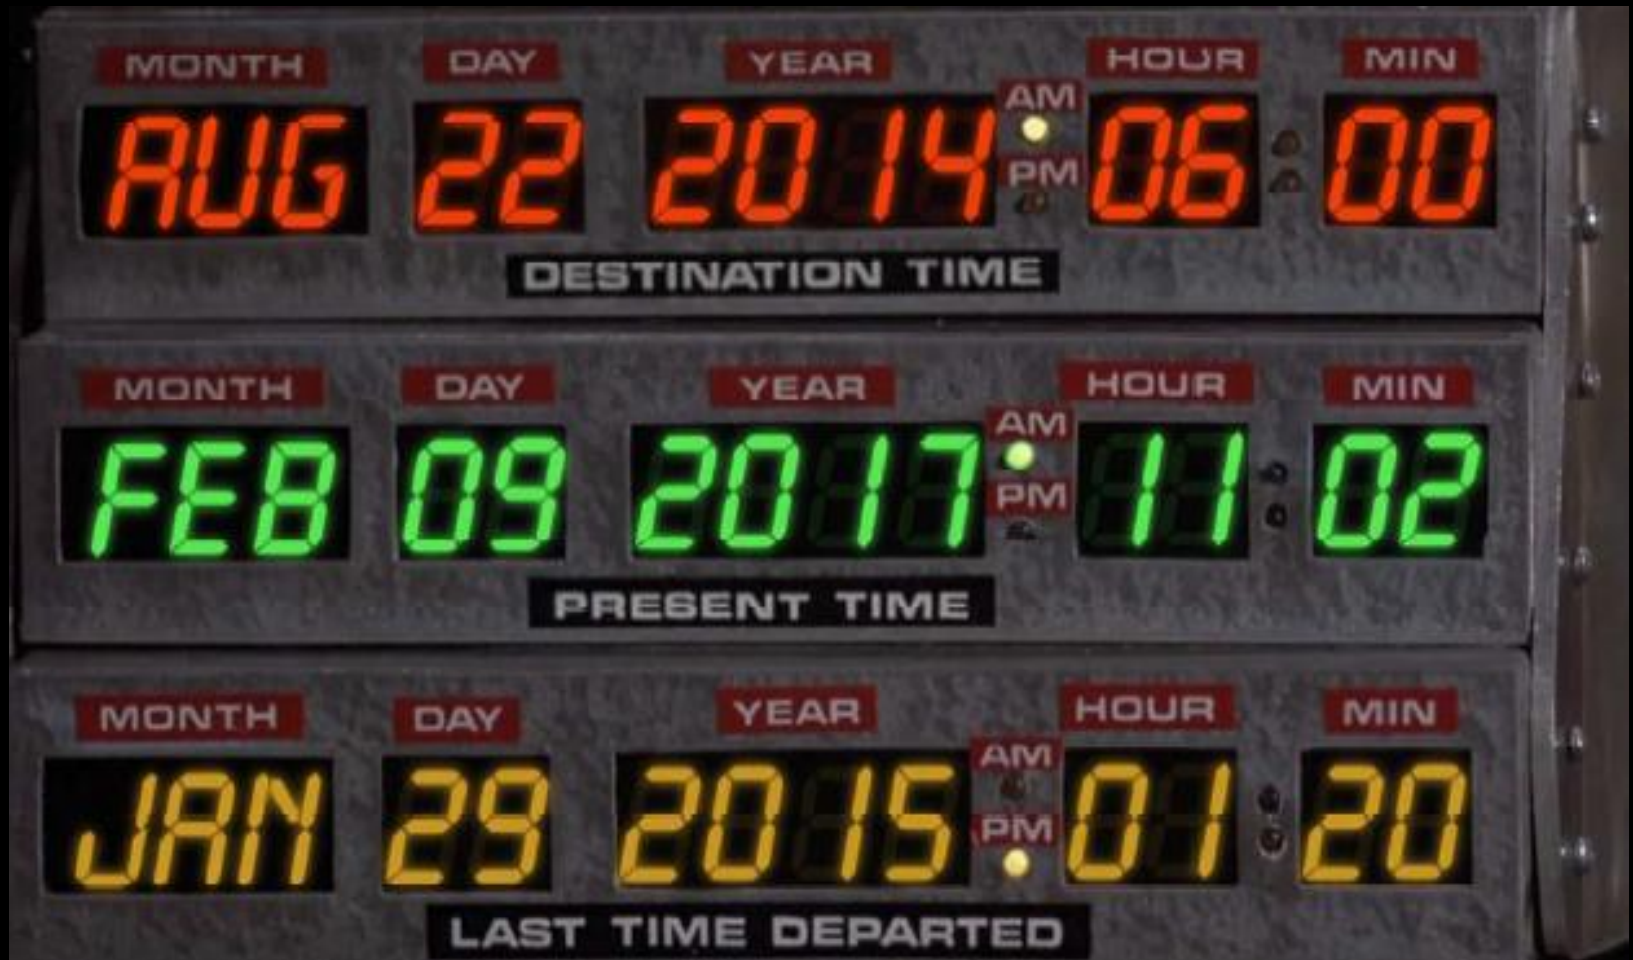 MONTH DAY YEAR HOUR MIN
AUG 22 2014 AM PM 06 00
DESTINATION TIME
MONTH DAY YEAR HOUR MIN
FEB 09 2017 AM PM 11 02
PRESENT TIME
MONTH DAY YEAR HOUR MIN
JAN 29 2015 AM PM 01 20
LAST TIME DEPARTED